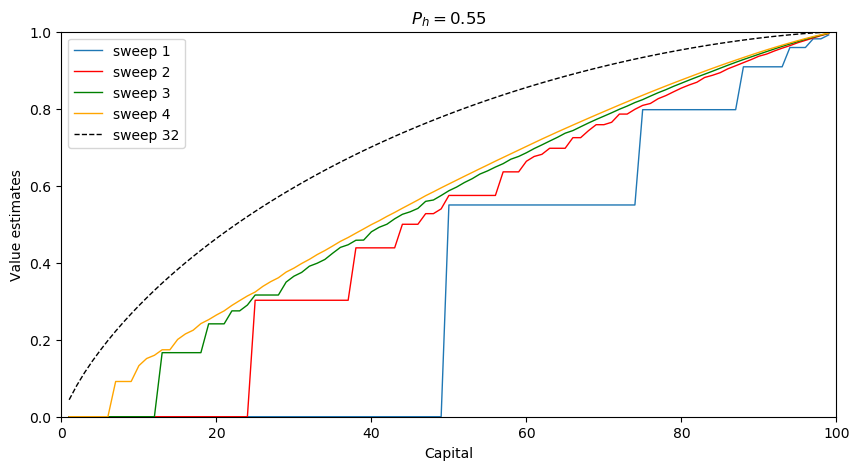 P_h = 0.55
1.0
0.8
0.6
0.4
0.2
0.0
Value estimates
sweep 1
sweep 2
sweep 3
sweep 4
sweep 32
0 20 40 60 80 100
Capital